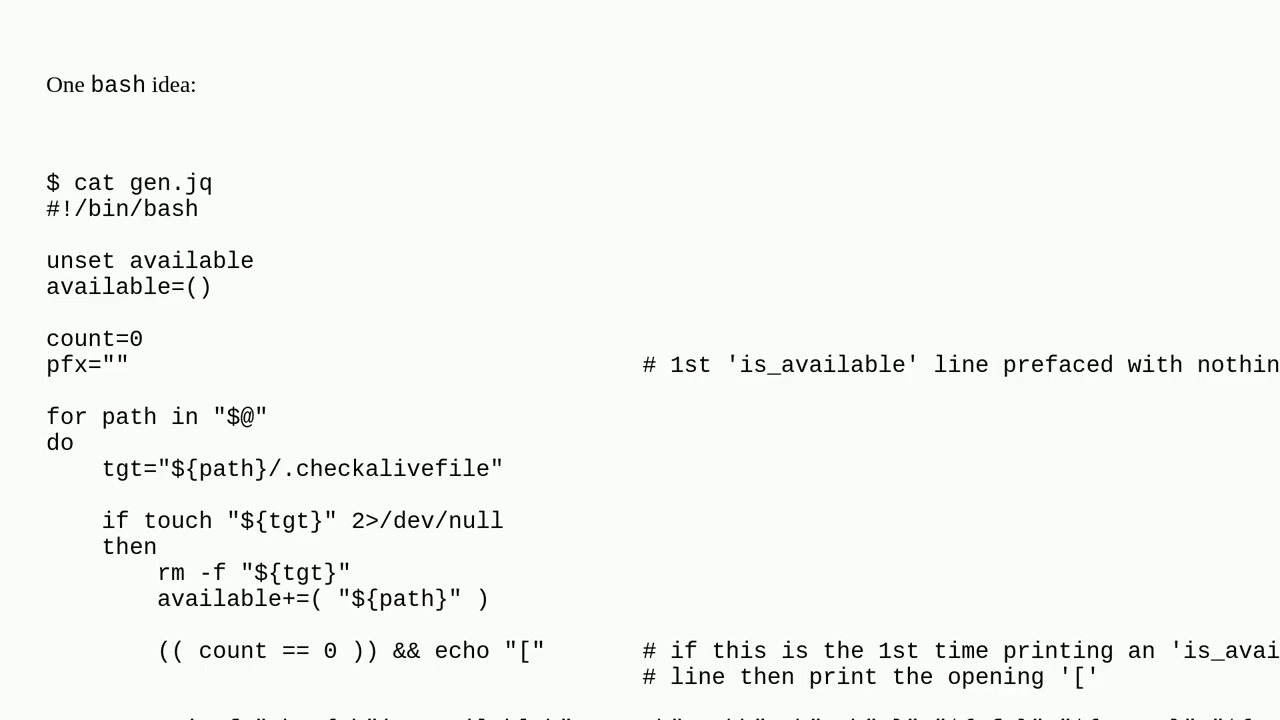 One bash idea:
$ cat gen.jq
#!/bin/bash
unset available
available=()
count=0
pfx="" # 1st 'is_available' line prefaced with
for path in "$@"
do
tgt="${path}/.checkalivefile"
if touch "${tgt}" 2>/dev/null
then
rm -f "${tgt}"
available+=( "${path}" )
(( count == 0 )) && echo "[" # if this is the 1st time printing an
# line then print the opening '['